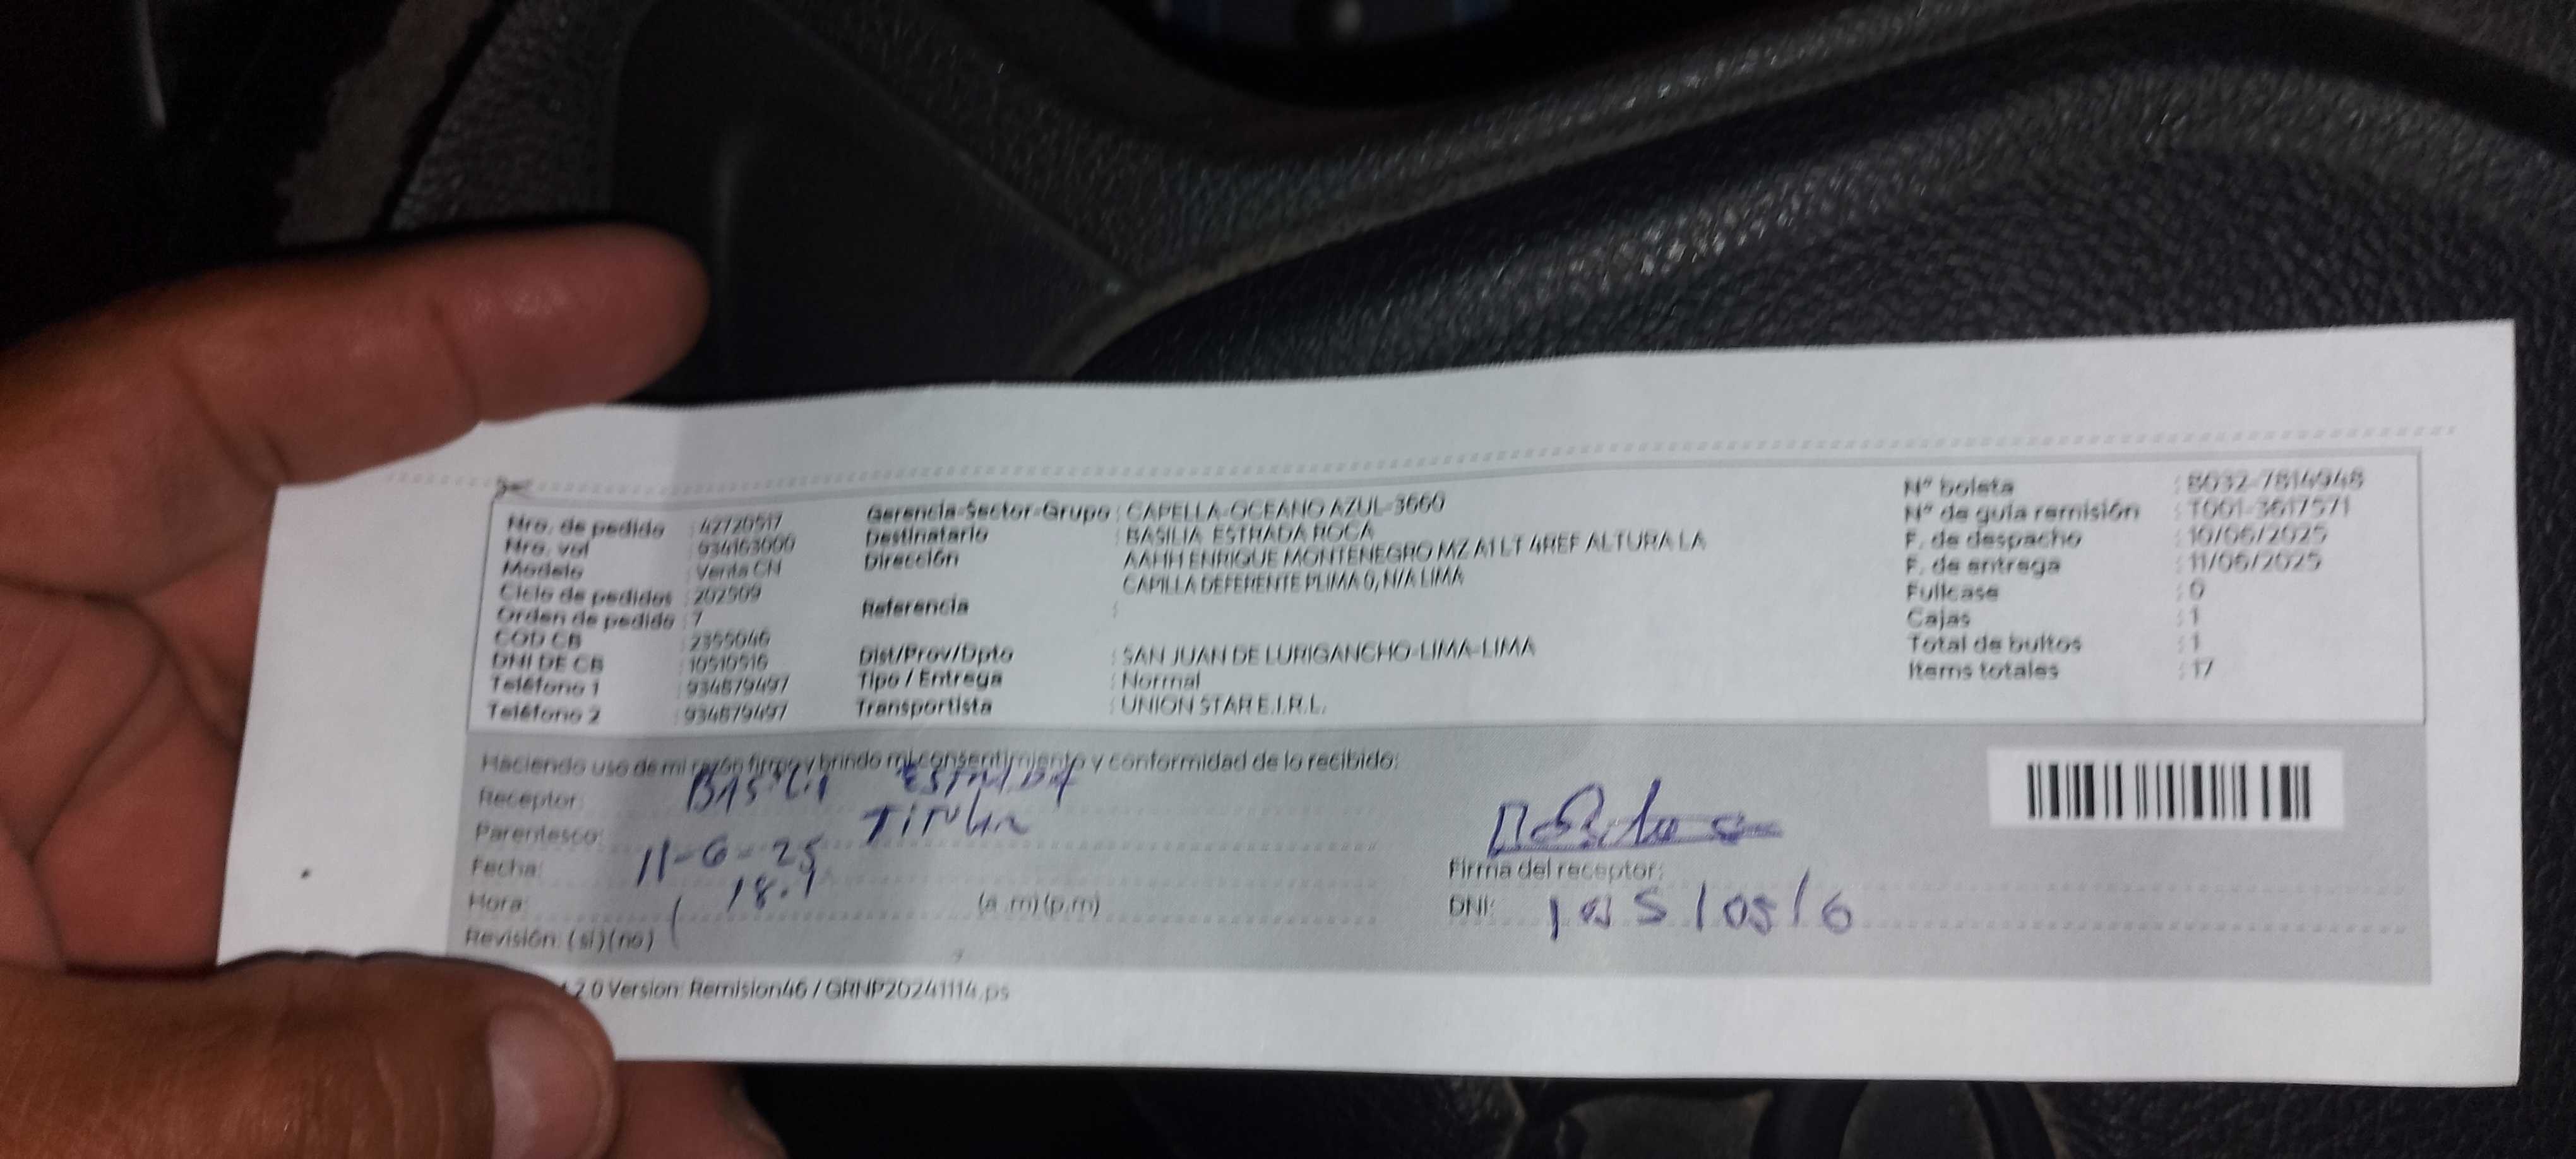 Nro. de pedido : 42720517
Nro. vol : 934163000
Modelo : Venta CN
Ciclo de pedidos : 202509
Orden de pedido : 7
COD CB : 2355046
DNI DE CB : 10510516
Teléfono 1 : 934879497
Teléfono 2 : 934879497
Gerencia-Sector-Grupo : CAPELLA-OCEANO AZUL-3660
Destinatario : BASILIA ESTRADA ROCA
Dirección : AAHH ENRIQUE MONTENEGRO MZ A1 LT 4REF ALTURA LA
CAPILLA DEFERENTE PLIMA 0, N/A LIMA
Referencia :
Dist/Prov/Dpto : SAN JUAN DE LURIGANCHO-LIMA-LIMA
Tipo / Entrega : Normal
Transportista : UNION STAR E.I.R.L.
N° boleta : B032-7814948
N° de guía remisión : T001-3617571
F. de despacho : 10/06/2025
F. de entrega : 11/06/2025
Fullcase : 0
Cajas : 1
Total de bultos : 1
Items totales : 17
Haciendo uso de mi razón firmo y brindo mi consentimiento y conformidad de lo recibido:
Receptor: ESTRADA
Parentesco: TITULAR
Fecha: 11-6-25
Hora: 18.1 (a .m) (p.m)
Revisión: (si) (no)
Firma del receptor:
DNI:
2.0 Version: Remision46 / GRNP20241114.ps